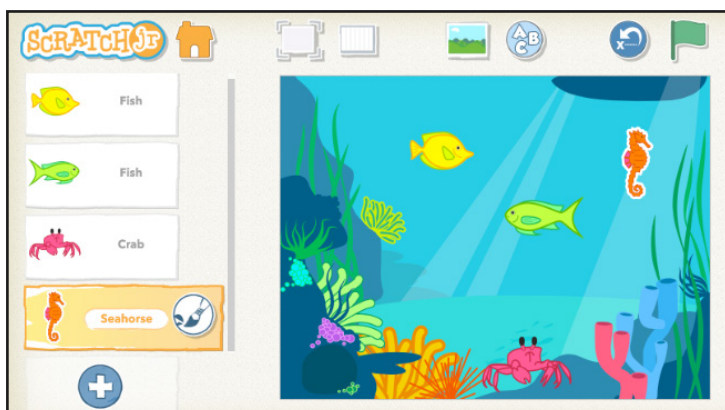 SCRATCHJR
A B C
x
Fish
Fish
Crab
Seahorse